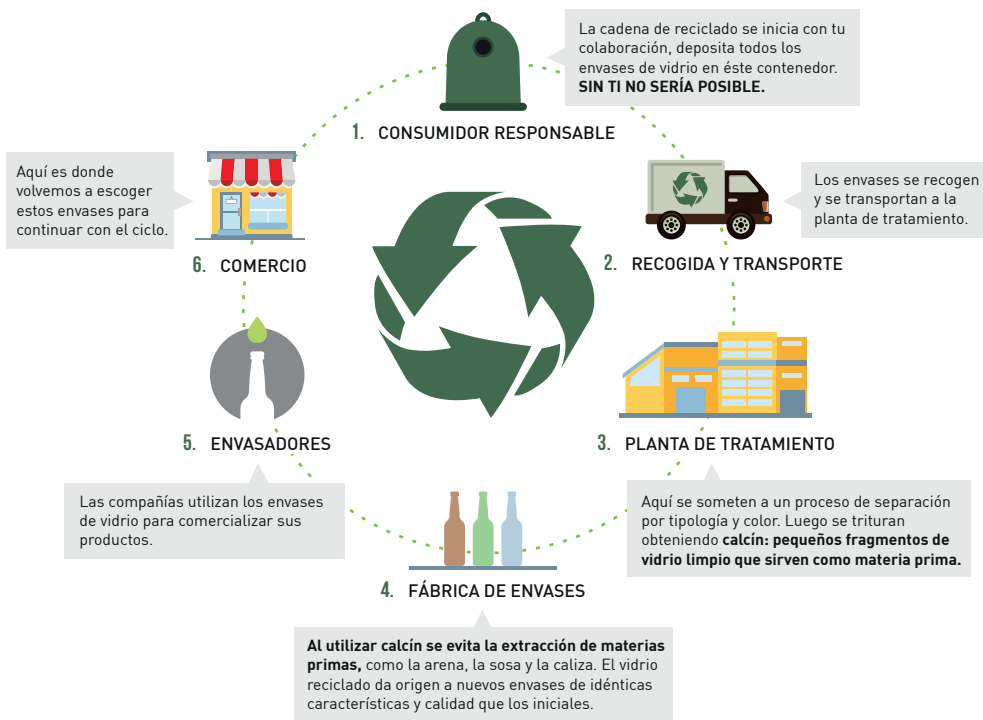 La cadena de reciclado se inicia con tu
colaboración, deposita todos los
envases de vidrio en éste contenedor.
SIN TI NO SERÍA POSIBLE.
1. CONSUMIDOR RESPONSABLE
Los envases se recogen
y se transportan a la
planta de tratamiento.
2. RECOGIDA Y TRANSPORTE
3. PLANTA DE TRATAMIENTO
Aquí se someten a un proceso de separación
por tipología y color. Luego se trituran
obteniendo calcín: pequeños fragmentos de
vidrio limpio que sirven como materia prima.
4. FÁBRICA DE ENVASES
Al utilizar calcín se evita la extracción de materias
primas, como la arena, la sosa y la caliza. El vidrio
reciclado da origen a nuevos envases de idénticas
características y calidad que los iniciales.
5. ENVASADORES
Las compañías utilizan los envases
de vidrio para comercializar sus
productos.
6. COMERCIO
Aquí es donde
volvemos a escoger
estos envases para
continuar con el ciclo.